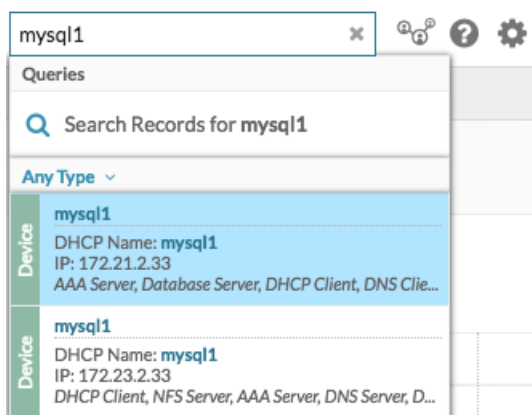 mysql1
Queries
Search Records for mysql1
Any Type
Device
mysql1
DHCP Name: mysql1
IP: 172.21.2.33
AAA Server, Database Server, DHCP Client, DNS Clie...
Device
mysql1
DHCP Name: mysql1
IP: 172.23.2.33
DHCP Client, NFS Server, AAA Server, DNS Server, D...